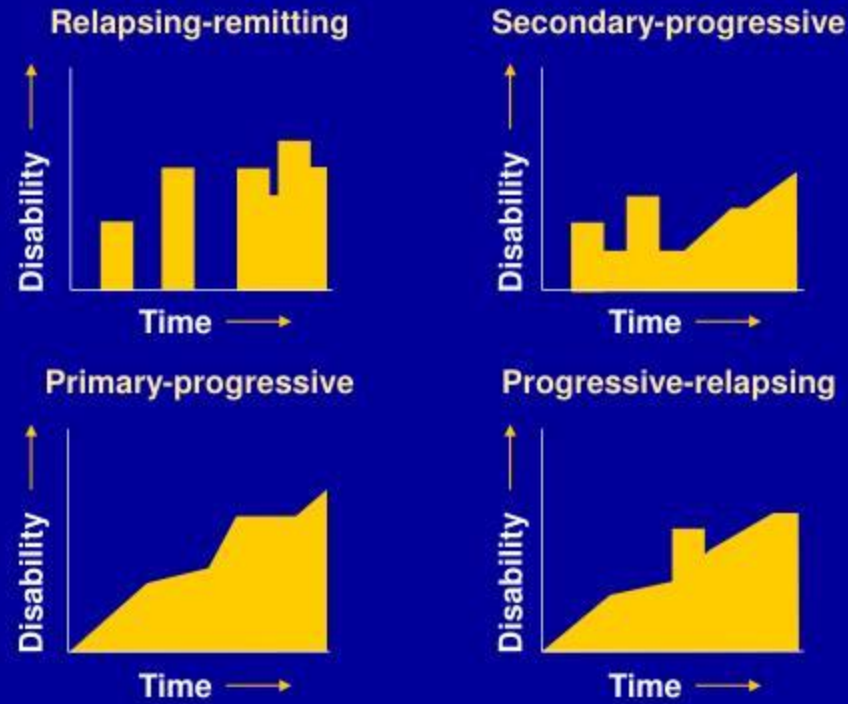 Relapsing-remitting
Disability
Time
Secondary-progressive
Disability
Time
Primary-progressive
Disability
Time
Progressive-relapsing
Disability
Time